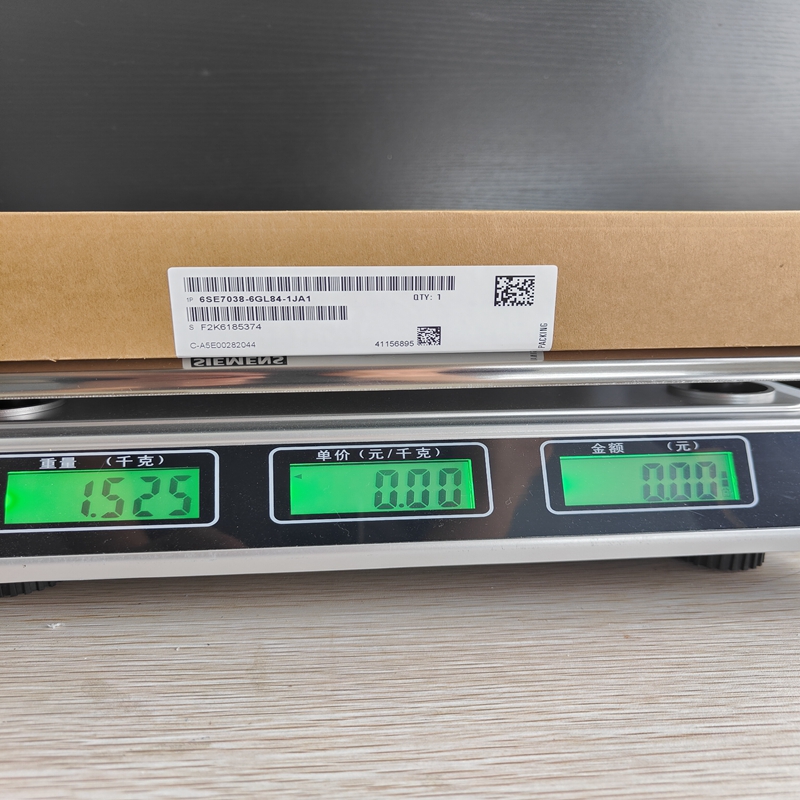 1P 6SE7038-6GL84-1JA1 QTY: 1
S F2K6185374
C-A5E00282044 41156895
PACKING
SIEMENS
重量 (千克) 单价(元/千克) 金额 (元)
1.525 0.00 0.00